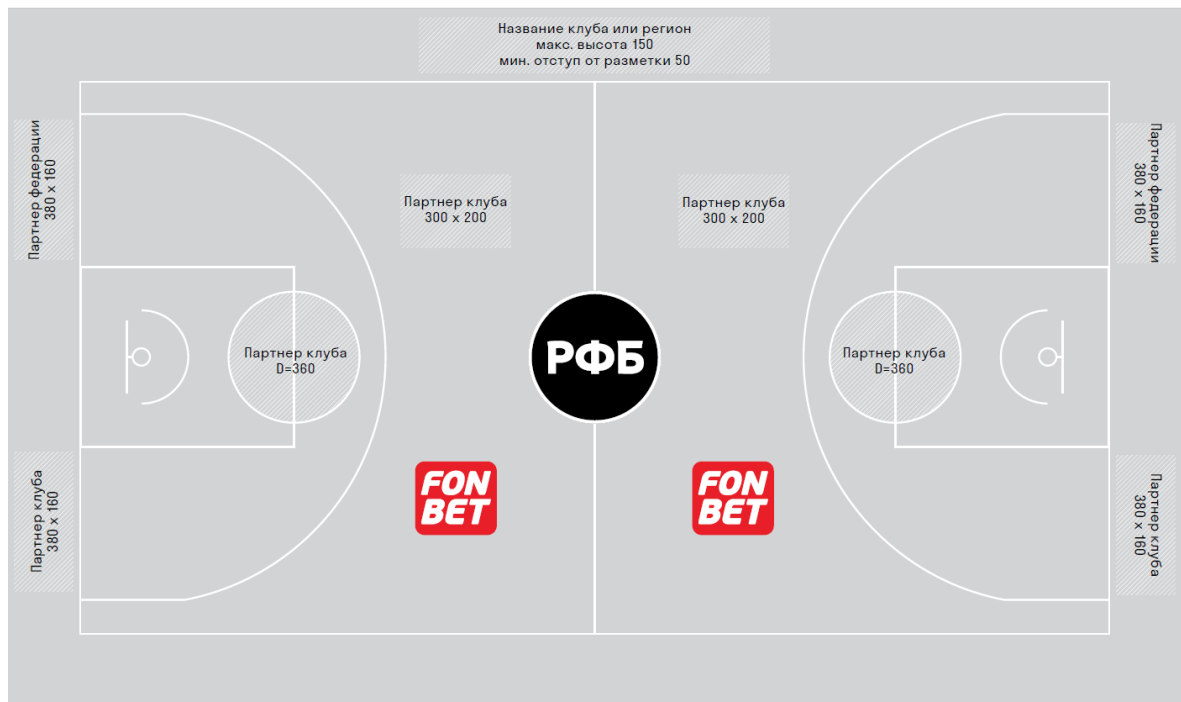 Название клуба или регион
макс. высота 150
мин. отступ от разметки 50
Партнер федерации
380 x 160
Партнер клуба
300 x 200
Партнер клуба
300 x 200
Партнер федерации
380 x 160
Партнер клуба
D=360
РФБ
Партнер клуба
D=360
Партнер клуба
380 x 160
FON
BET
FON
BET
Партнер клуба
380 x 160